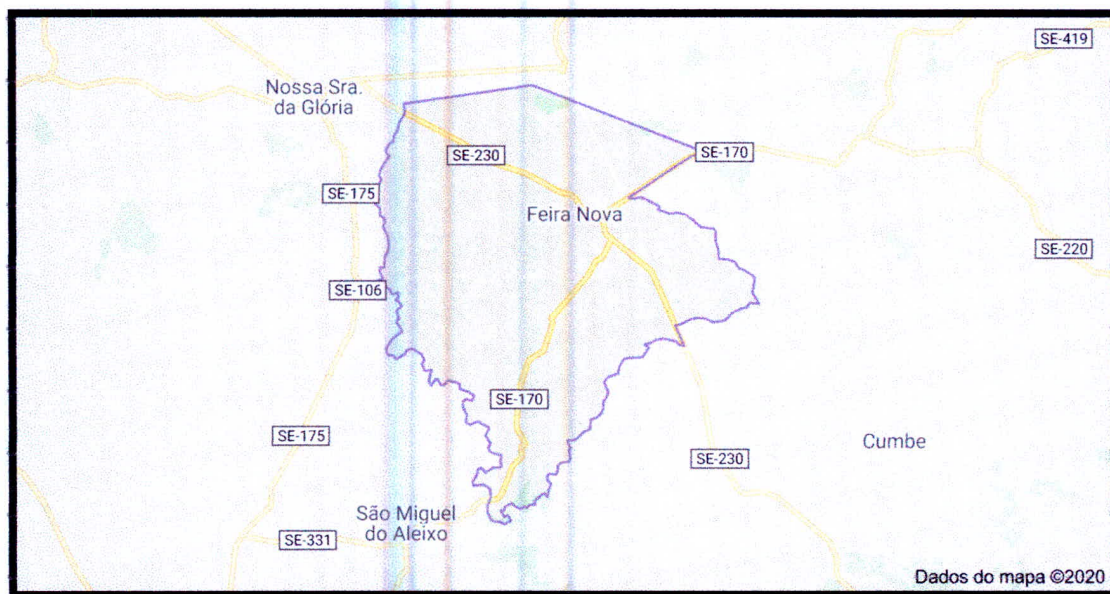 SE-419
Nossa Sra.
da Glória
SE-230
SE-170
SE-175
Feira Nova
SE-220
SE-106
SE-170
SE-175
Cumbe
SE-230
São Miguel
do Aleixo
SE-331
Dados do mapa ©2020